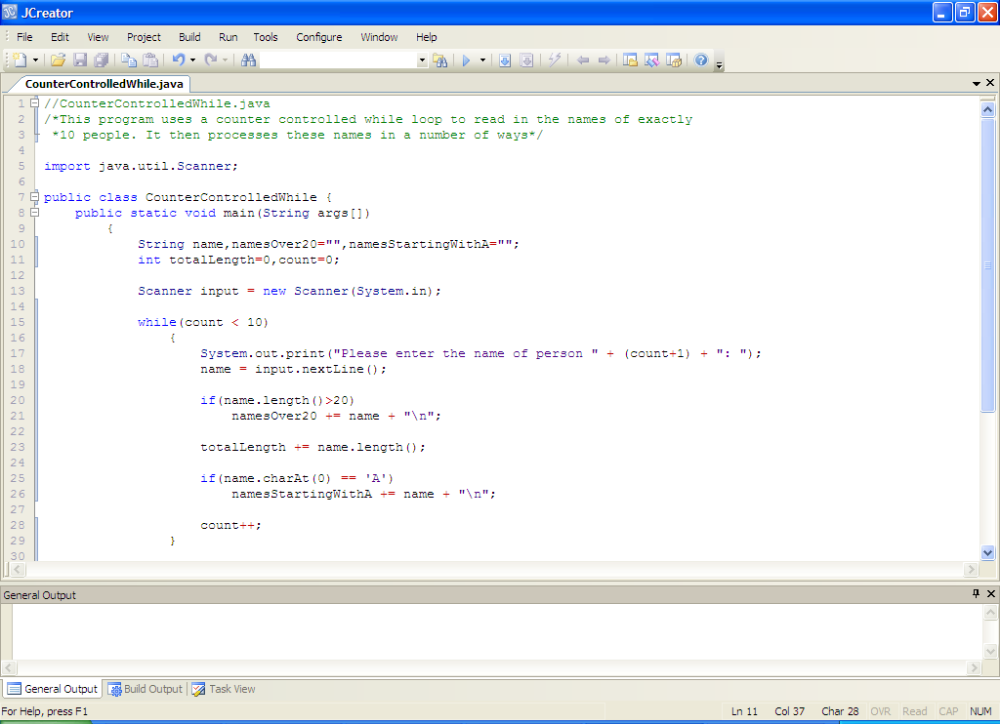 JCreator
File Edit View Project Build Run Tools Configure Window Help
CounterControlledWhile.java
1 //CounterControlledWhile.java
2 /*This program uses a counter controlled while loop to read in the names of exactly
3 *10 people. It then processes these names in a number of ways*/
4
5 import java.util.Scanner;
6
7 public class CounterControlledWhile {
8 public static void main(String args[])
9 {
10 String name,namesOver20="",namesStartingWithA="";
11 int totalLength=0,count=0;
12
13 Scanner input = new Scanner(System.in);
14
15 while(count < 10)
16 {
17 System.out.print("Please enter the name of person " + (count+1) + ": ");
18 name = input.nextLine();
19
20 if(name.length()>20)
21 namesOver20 += name + "\n";
22
23 totalLength += name.length();
24
25 if(name.charAt(0) == 'A')
26 namesStartingWithA += name + "\n";
27
28 count++;
29 }
30
General Output
General Output Build Output Task View
For Help, press F1 Ln 11 Col 37 Char 28 OVR Read CAP NUM